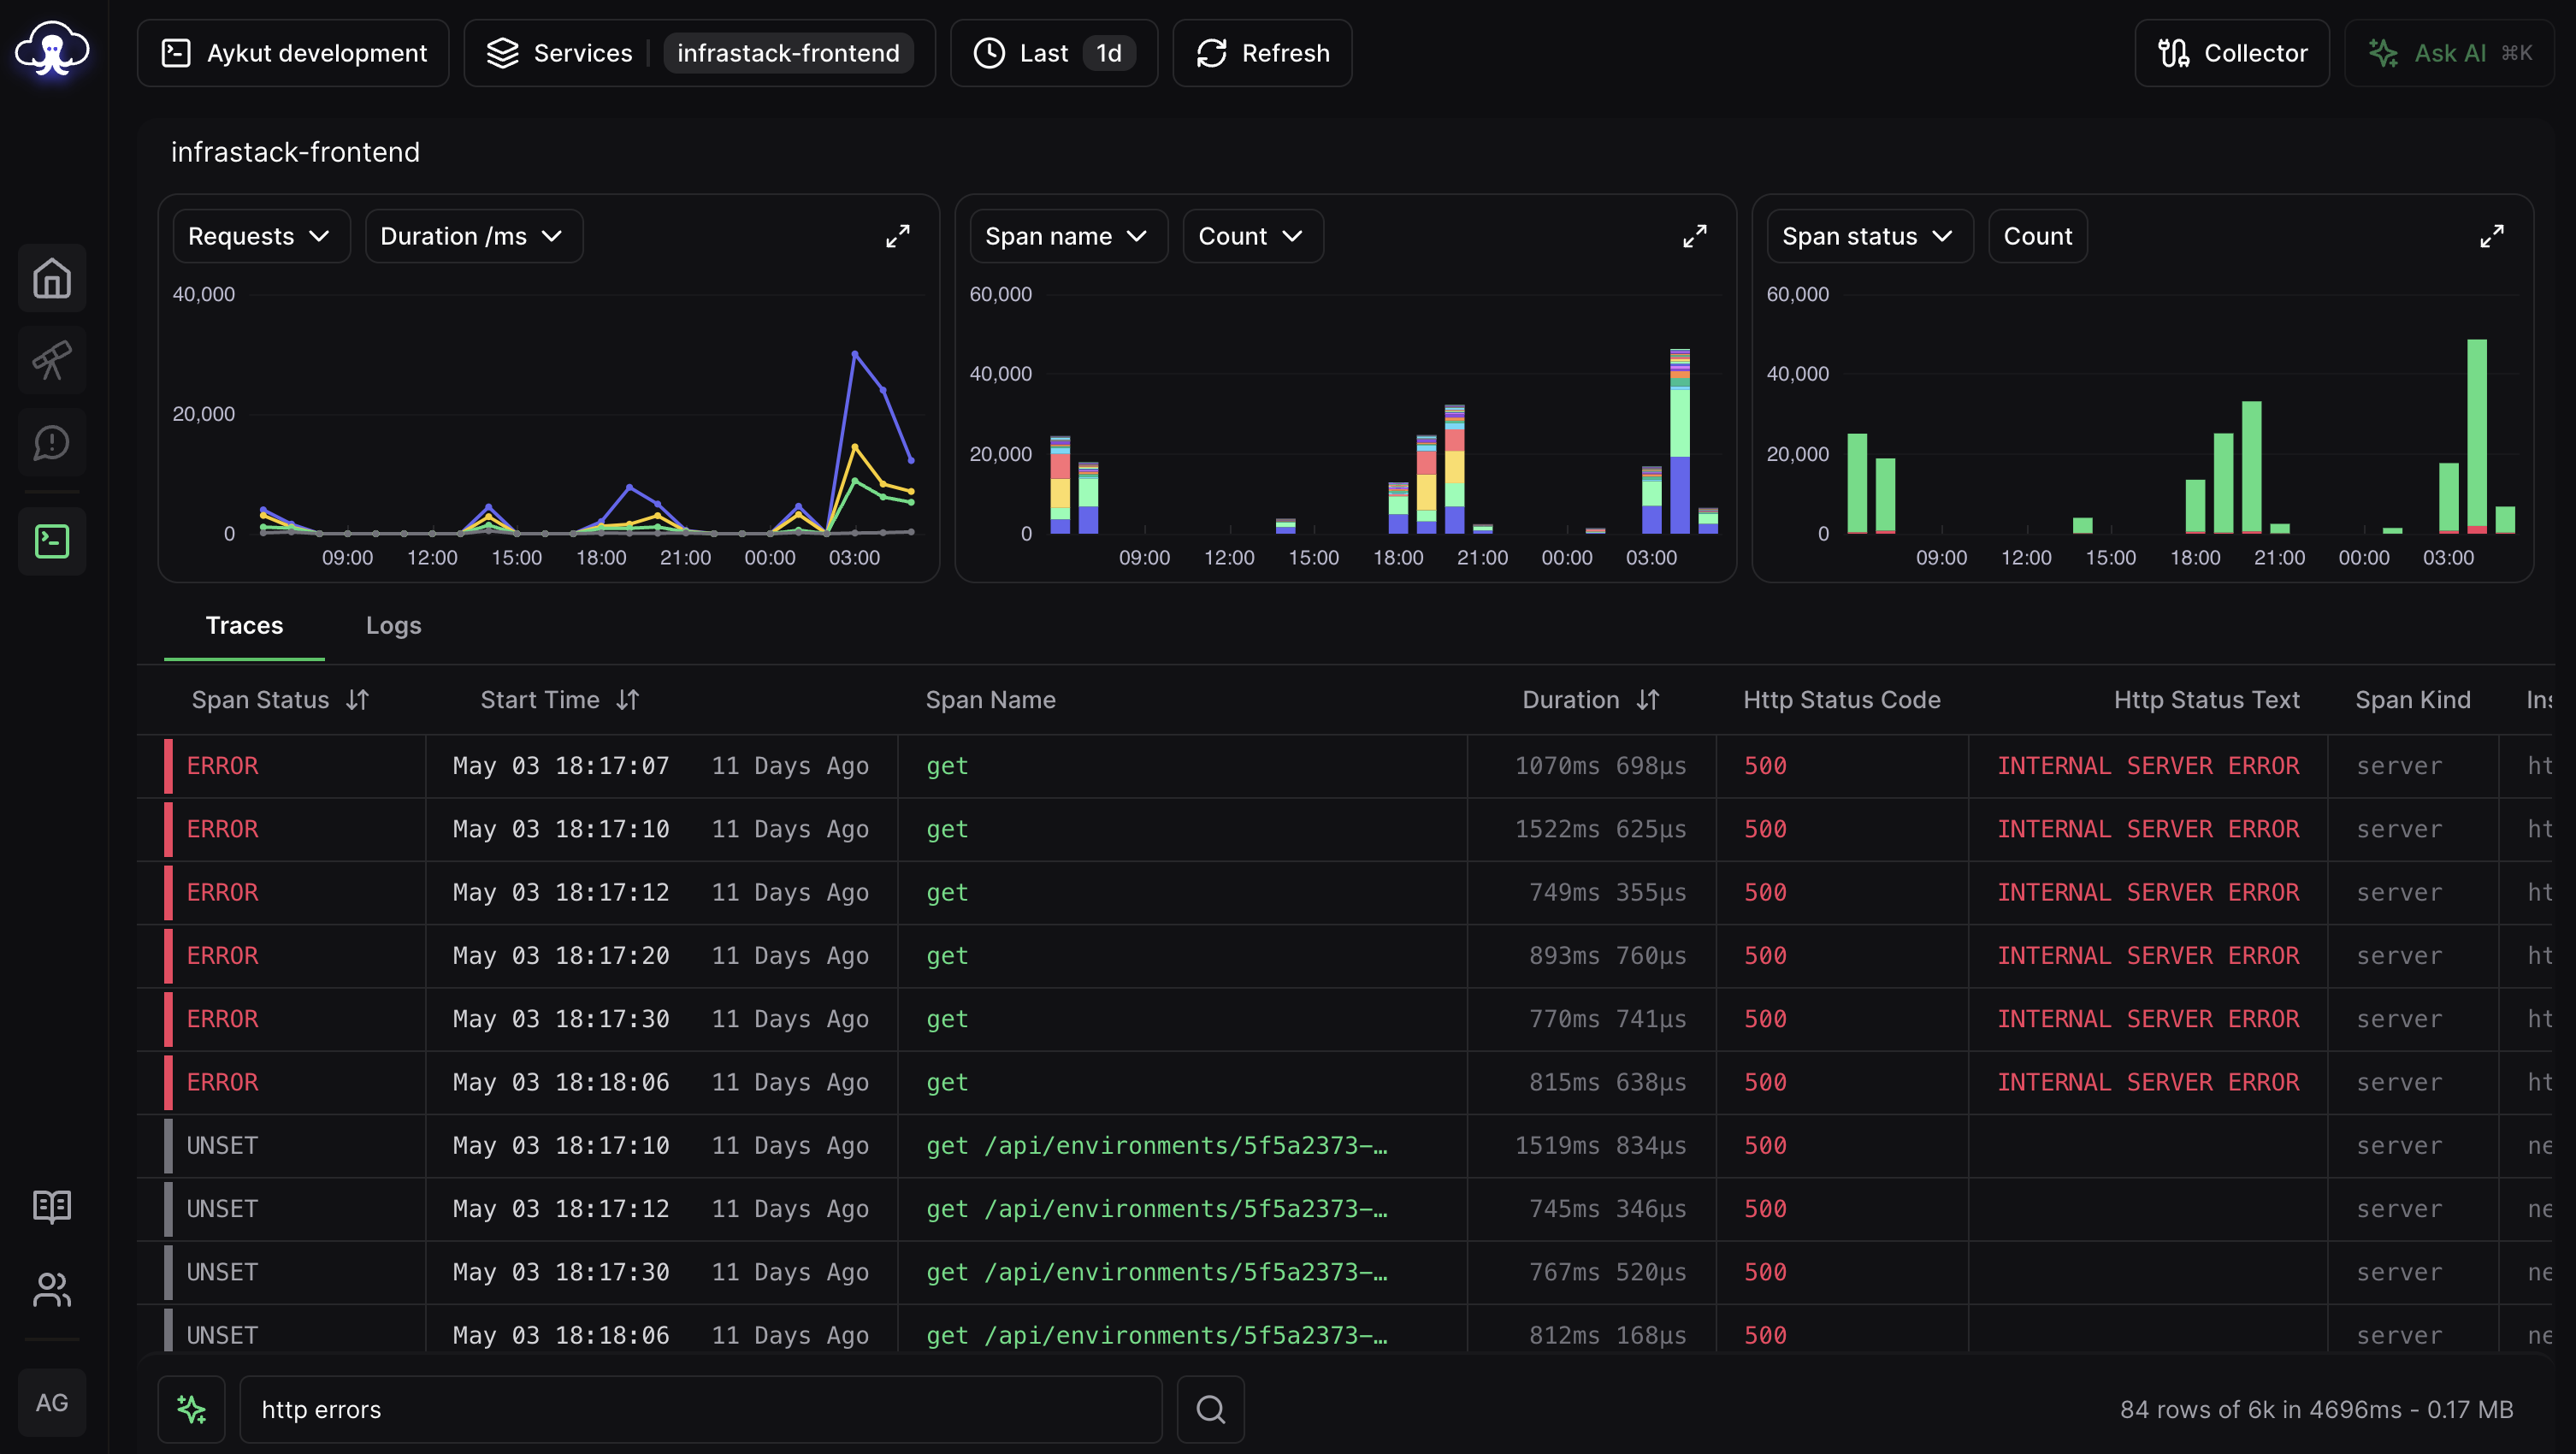 Aykut development Services infrastack-frontend Last 1d Refresh Collector Ask AI ⌘K
infrastack-frontend
Requests Duration /ms
40,000
20,000
0
09:00 12:00 15:00 18:00 21:00 00:00 03:00
Span name Count
60,000
40,000
20,000
0
09:00 12:00 15:00 18:00 21:00 00:00 03:00
Span status Count
60,000
40,000
20,000
0
09:00 12:00 15:00 18:00 21:00 00:00 03:00
Traces Logs
Span Status Start Time Span Name Duration Http Status Code Http Status Text Span Kind Ins
ERROR May 03 18:17:07 11 Days Ago get 1070ms 698µs 500 INTERNAL SERVER ERROR server ht
ERROR May 03 18:17:10 11 Days Ago get 1522ms 625µs 500 INTERNAL SERVER ERROR server ht
ERROR May 03 18:17:12 11 Days Ago get 749ms 355µs 500 INTERNAL SERVER ERROR server ht
ERROR May 03 18:17:20 11 Days Ago get 893ms 760µs 500 INTERNAL SERVER ERROR server ht
ERROR May 03 18:17:30 11 Days Ago get 770ms 741µs 500 INTERNAL SERVER ERROR server ht
ERROR May 03 18:18:06 11 Days Ago get 815ms 638µs 500 INTERNAL SERVER ERROR server ht
UNSET May 03 18:17:10 11 Days Ago get /api/environments/5f5a2373-… 1519ms 834µs 500 server ne
UNSET May 03 18:17:12 11 Days Ago get /api/environments/5f5a2373-… 745ms 346µs 500 server ne
UNSET May 03 18:17:30 11 Days Ago get /api/environments/5f5a2373-… 767ms 520µs 500 server ne
UNSET May 03 18:18:06 11 Days Ago get /api/environments/5f5a2373-… 812ms 168µs 500 server ne
AG
http errors
84 rows of 6k in 4696ms - 0.17 MB